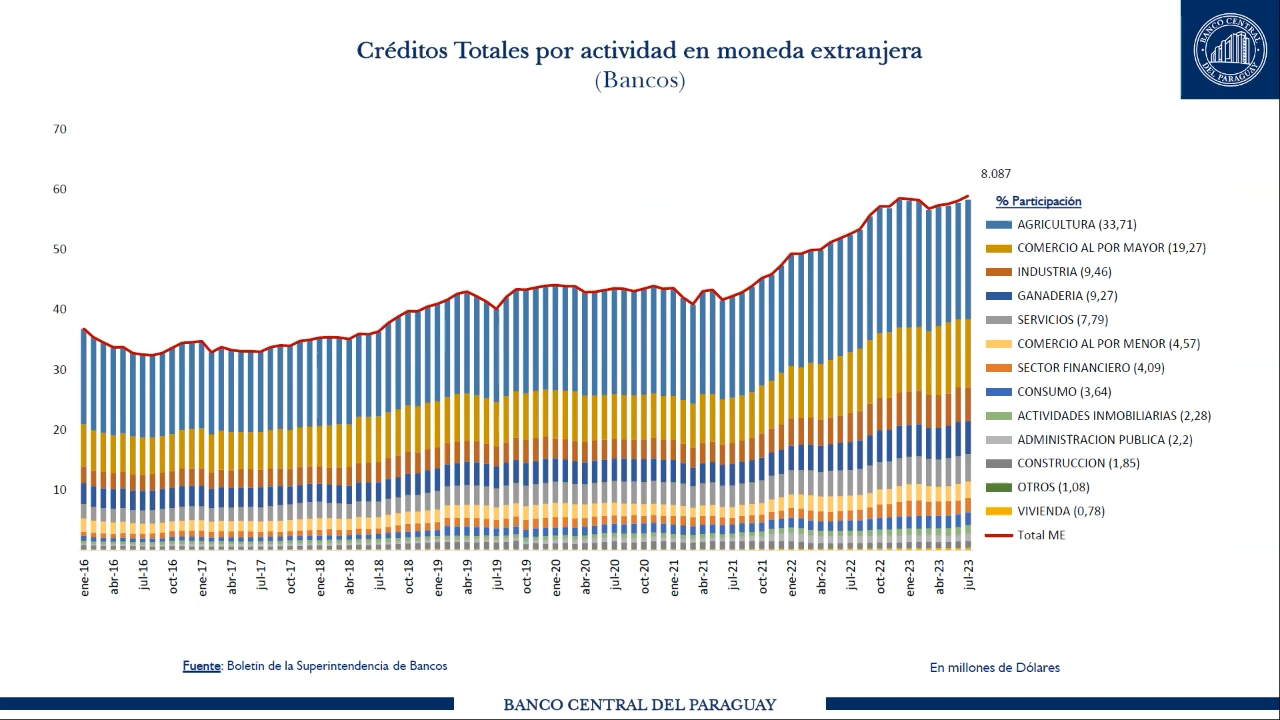 Créditos Totales por actividad en moneda extranjera
(Bancos)
BANCO CENTRAL
DEL PARAGUAY
70
60
50
40
30
20
10
8.087
% Participación
AGRICULTURA (33,71)
COMERCIO AL POR MAYOR (19,27)
INDUSTRIA (9,46)
GANADERIA (9,27)
SERVICIOS (7,79)
COMERCIO AL POR MENOR (4,57)
SECTOR FINANCIERO (4,09)
CONSUMO (3,64)
ACTIVIDADES INMOBILIARIAS (2,28)
ADMINISTRACION PUBLICA (2,2)
CONSTRUCCION (1,85)
OTROS (1,08)
VIVIENDA (0,78)
Total ME
ene-16
abr-16
jul-16
oct-16
ene-17
abr-17
jul-17
oct-17
ene-18
abr-18
jul-18
oct-18
ene-19
abr-19
jul-19
oct-19
ene-20
abr-20
jul-20
oct-20
ene-21
abr-21
jul-21
oct-21
ene-22
abr-22
jul-22
oct-22
ene-23
abr-23
jul-23
Fuente: Boletín de la Superintendencia de Bancos
En millones de Dólares
BANCO CENTRAL DEL PARAGUAY